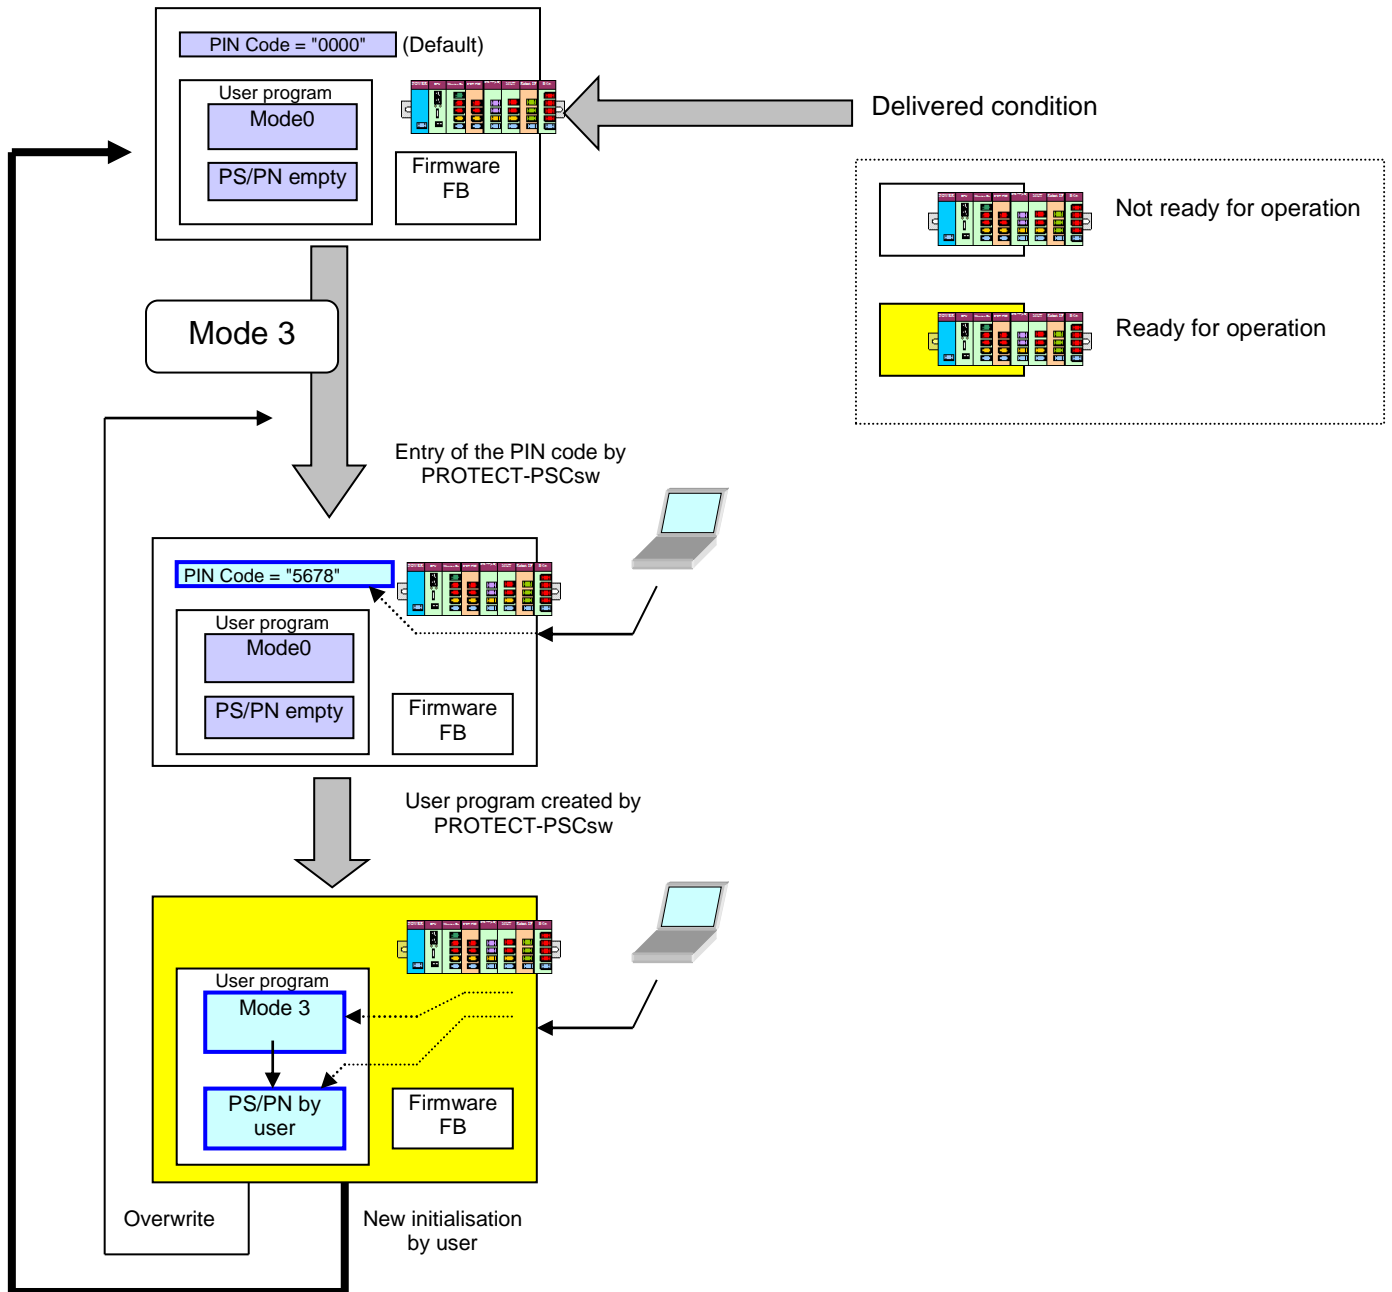 PIN Code = "0000"
(Default)
User program
Mode0
PS/PN empty
Firmware
FB
Delivered condition
Not ready for operation
Ready for operation
Mode 3
Entry of the PIN code by
PROTECT-PSCsw
PIN Code = "5678"
User program
Mode0
PS/PN empty
Firmware
FB
User program created by
PROTECT-PSCsw
User program
Mode 3
PS/PN by
user
Firmware
FB
Overwrite
New initialisation
by user